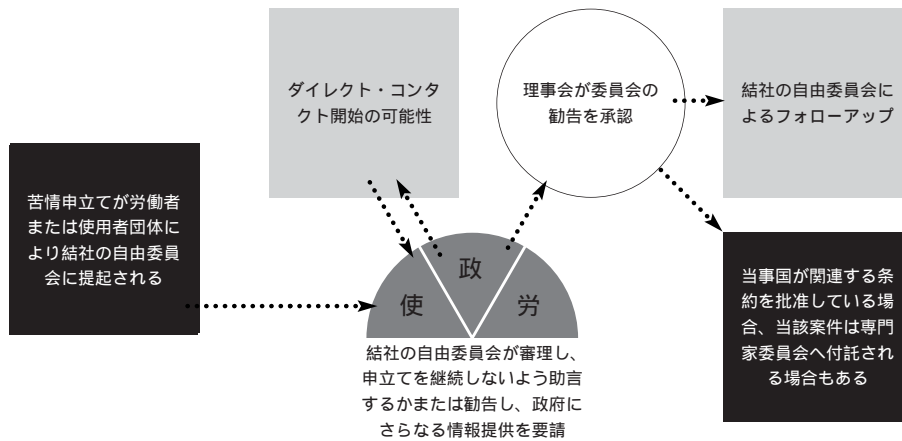 苦情申立てが労働者
または使用者団体に
より結社の自由委員
会に提起される
ダイレクト・コンタ
クト開始の可能性
使
政
労
結社の自由委員会が審理し、
申立てを継続しないよう助言
するかまたは勧告し、政府に
さらなる情報提供を要請
理事会が委員会の
勧告を承認
結社の自由委員会に
よるフォローアップ
当事国が関連する条
約を批准している場
合、当該案件は専門
家委員会へ付託され
る場合もある